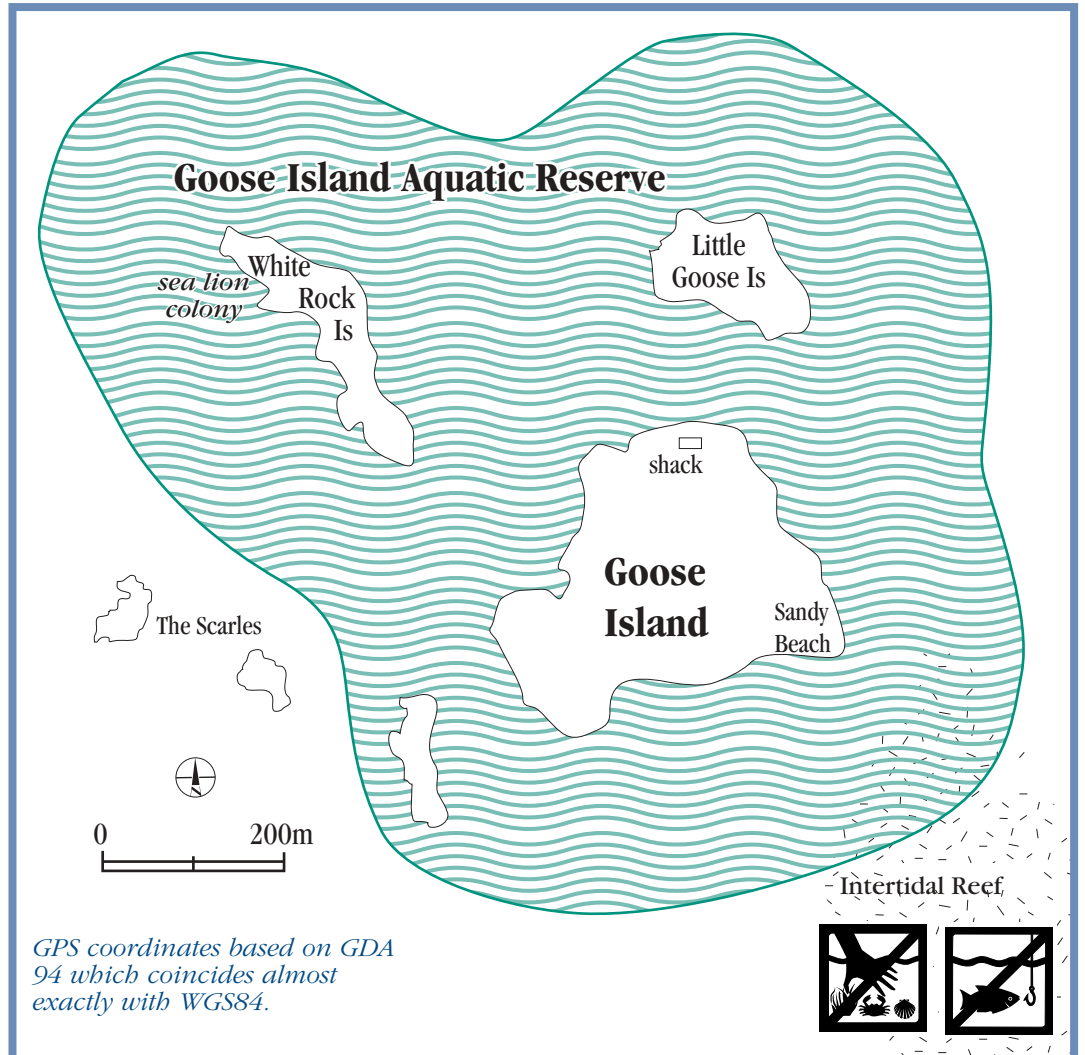 Goose Island Aquatic Reserve
Little
Goose Is
White
Rock
Is
sea lion
colony
shack
Goose
Island
Sandy
Beach
The Scarles
N
0 200m
Intertidal Reef
GPS coordinates based on GDA
94 which coincides almost
exactly with WGS84.